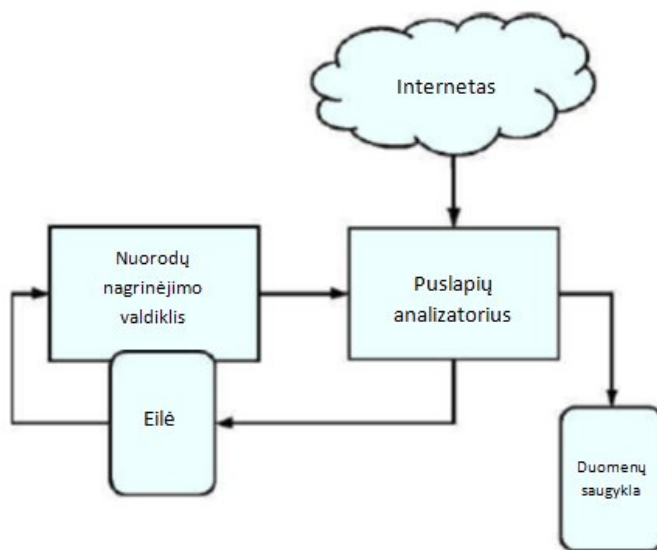 Internetas
Nuorodų
nagrinėjimo
valdiklis
Puslapių
analizatorius
Eilė
Duomenų
saugykla